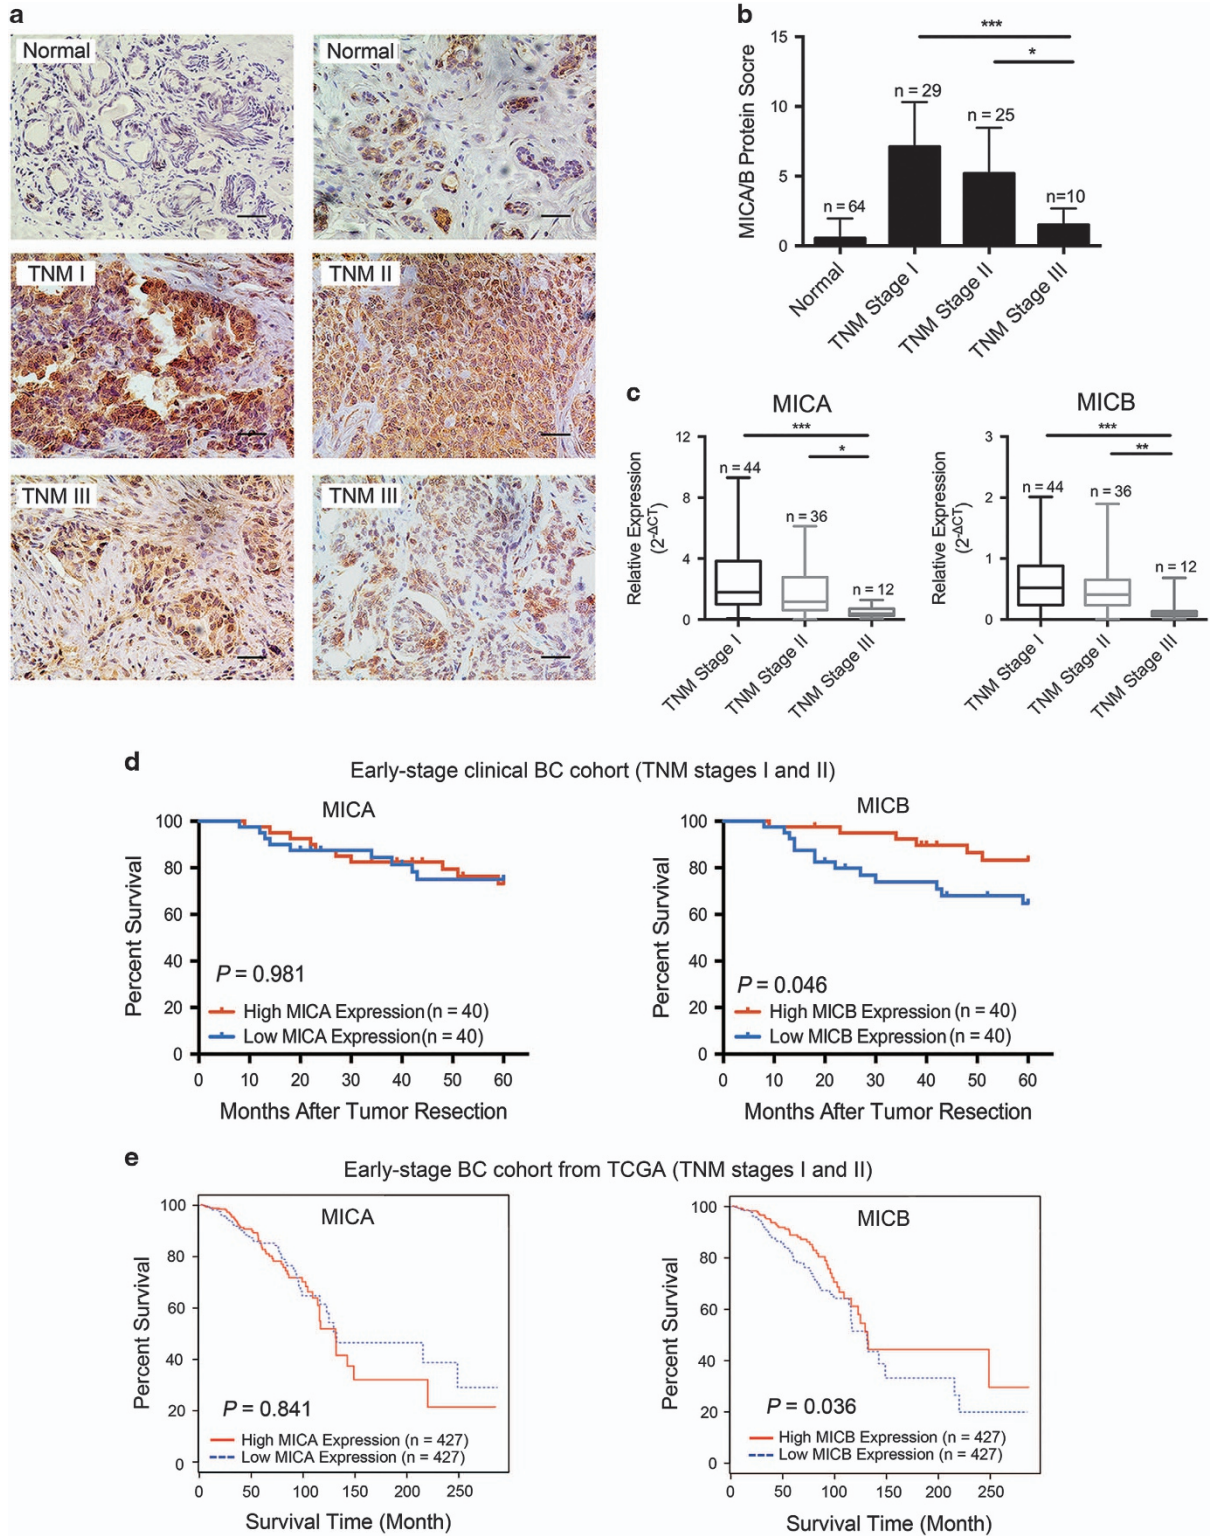 a
Normal
Normal
TNM I
TNM II
TNM III
TNM III
b
MICA/B Protein Socre
15
10
5
0
***
*
n = 64
n = 29
n = 25
n=10
Normal
TNM Stage I
TNM Stage II
TNM Stage III
c
MICA
Relative Expression
(2-ΔCT)
12
8
4
0
***
*
n = 44
n = 36
n = 12
TNM Stage I
TNM Stage II
TNM Stage III
MICB
Relative Expression
(2-ΔCT)
3
2
1
0
***
**
n = 44
n = 36
n = 12
TNM Stage I
TNM Stage II
TNM Stage III
d
Early-stage clinical BC cohort (TNM stages I and II)
MICA
Percent Survival
100
80
60
40
20
0
P = 0.981
High MICA Expression (n = 40)
Low MICA Expression (n = 40)
0 10 20 30 40 50 60
Months After Tumor Resection
MICB
Percent Survival
100
80
60
40
20
0
P = 0.046
High MICB Expression (n = 40)
Low MICB Expression (n = 40)
0 10 20 30 40 50 60
Months After Tumor Resection
e
Early-stage BC cohort from TCGA (TNM stages I and II)
MICA
Percent Survival
100
80
60
40
20
0
P = 0.841
High MICA Expression (n = 427)
Low MICA Expression (n = 427)
0 50 100 150 200 250
Survival Time (Month)
MICB
Percent Survival
100
80
60
40
20
0
P = 0.036
High MICB Expression (n = 427)
Low MICB Expression (n = 427)
0 50 100 150 200 250
Survival Time (Month)